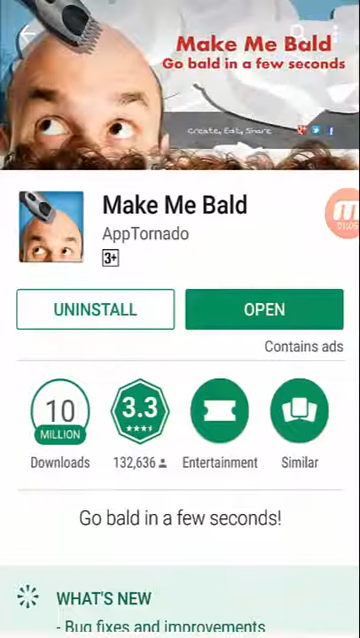 Make Me Bald
Go bald in a few seconds
Create, Edit, Share
Make Me Bald
AppTornado
3+
UNINSTALL
OPEN
Contains ads
10
MILLION
3.3
Downloads
132,636
Entertainment
Similar
Go bald in a few seconds!
WHAT'S NEW
- Bug fixes and improvements